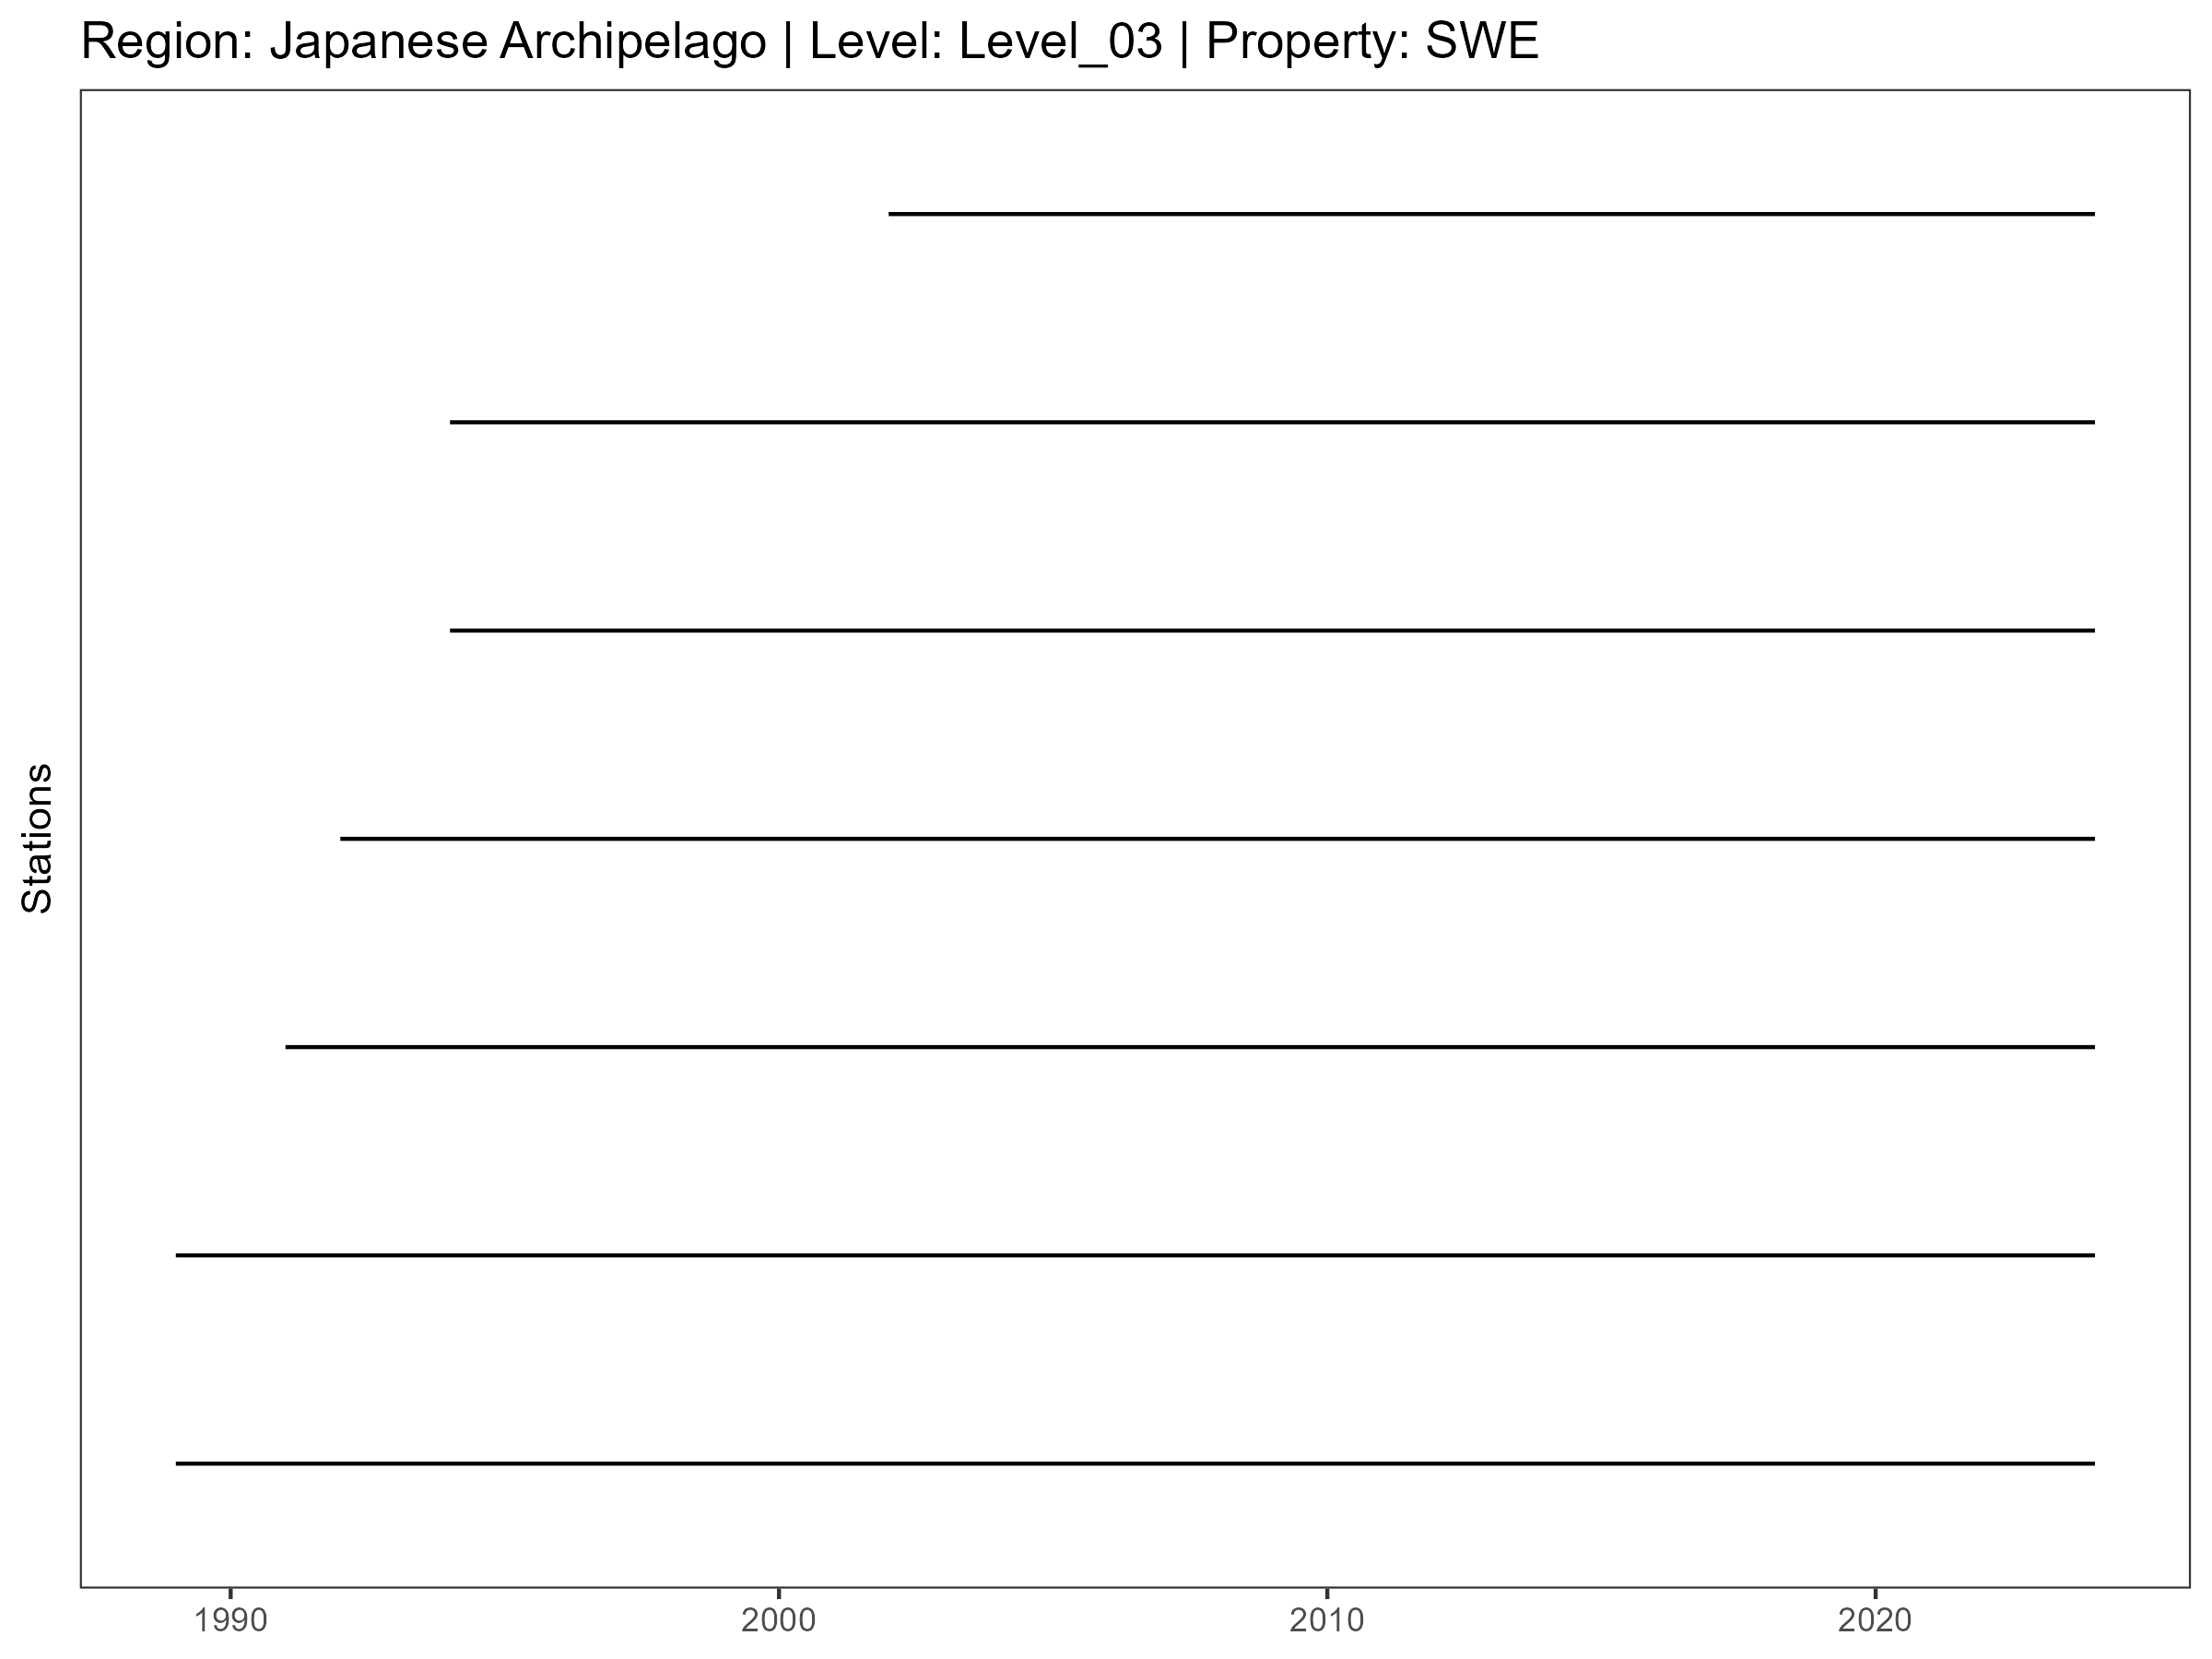 Region: Japanese Archipelago | Level: Level_03 | Property: SWE
Stations
1990
2000
2010
2020